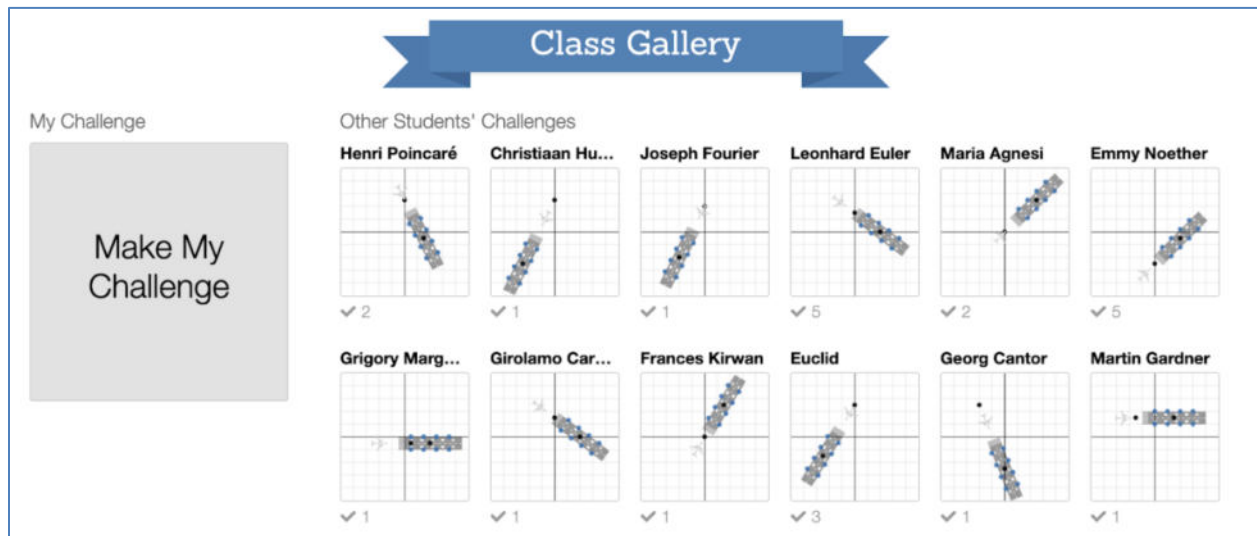 Class Gallery
My Challenge
Other Students' Challenges
Make My
Challenge
Henri Poincaré
Christiaan Hu...
Joseph Fourier
Leonhard Euler
Maria Agnesi
Emmy Noether
✓ 2
✓ 1
✓ 1
✓ 5
✓ 2
✓ 5
Grigory Marg...
Girolamo Car...
Frances Kirwan
Euclid
Georg Cantor
Martin Gardner
✓ 1
✓ 1
✓ 1
✓ 3
✓ 1
✓ 1